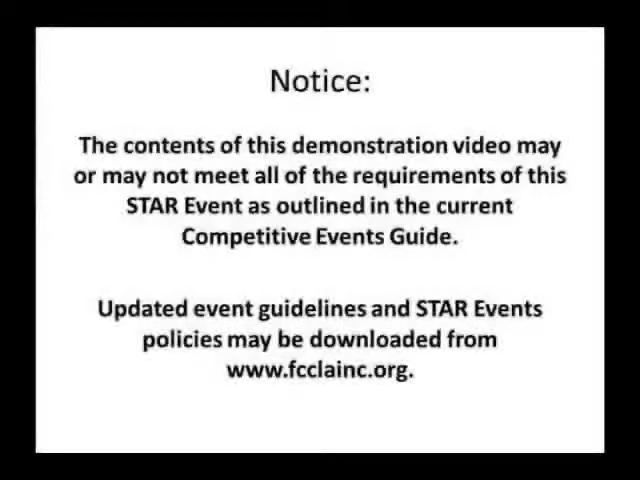 Notice:
The contents of this demonstration video may
or may not meet all of the requirements of this
STAR Event as outlined in the current
Competitive Events Guide.
Updated event guidelines and STAR Events
policies may be downloaded from
www.fcclainc.org.